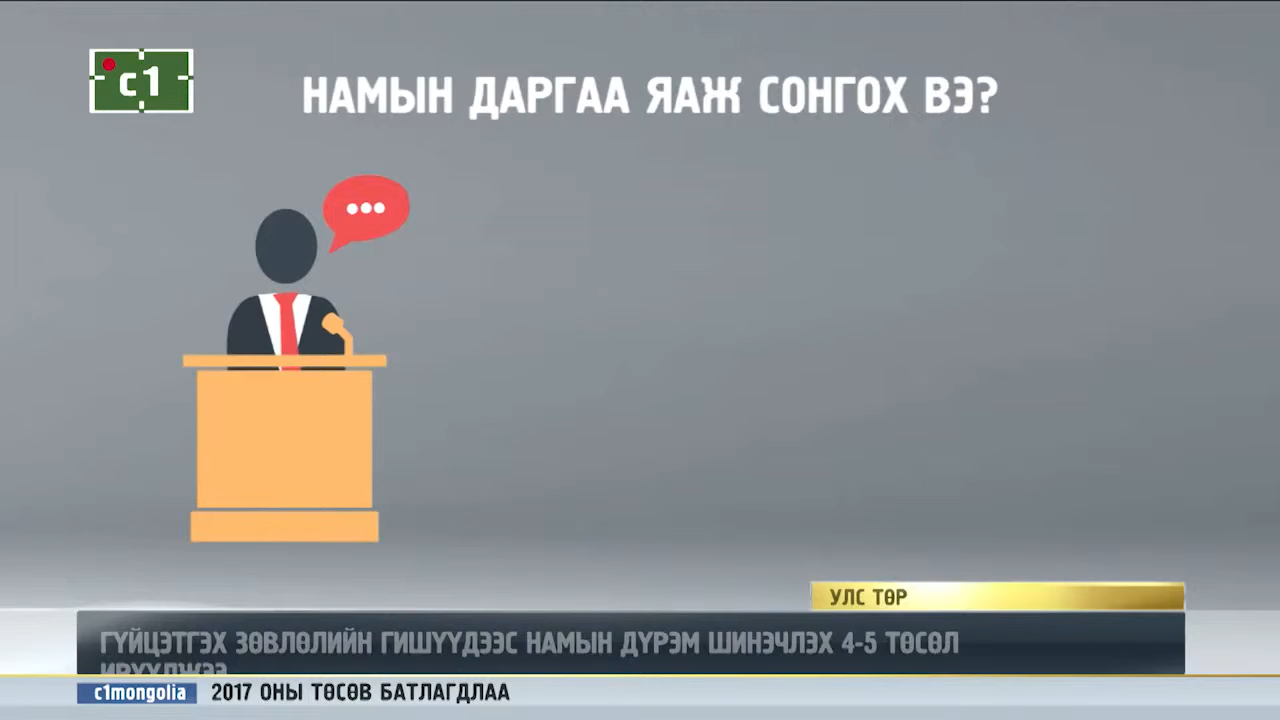 c1
НАМЫН ДАРГАА ЯАЖ СОНГОХ ВЭ?
УЛС ТӨР
ГҮЙЦЭТГЭХ ЗӨВЛӨЛИЙН ГИШҮҮДЭЭС НАМЫН ДҮРЭМ ШИНЭЧЛЭХ 4-5 ТӨСӨЛ
ИРҮҮЛЖЭЭ
c1mongolia 2017 ОНЫ ТӨСӨВ БАТЛАГДЛАА